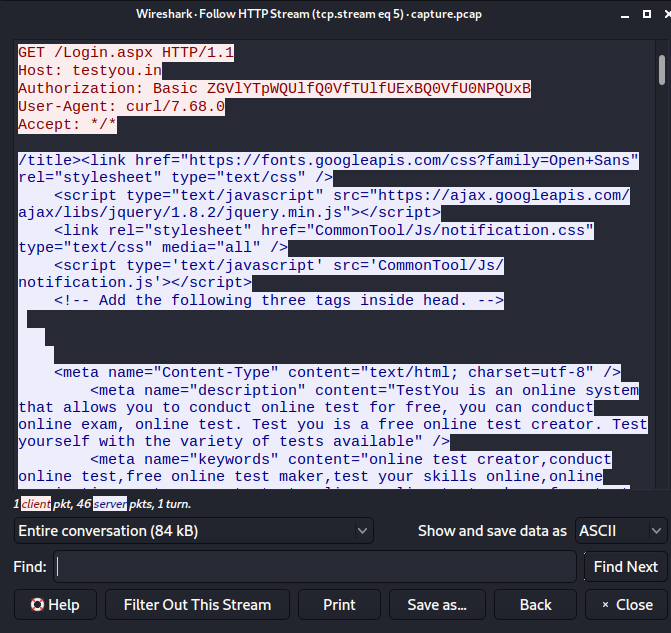 Wireshark · Follow HTTP Stream (tcp.stream eq 5) · capture.pcap
GET /Login.aspx HTTP/1.1
Host: testyou.in
Authorization: Basic ZGVlYTpWQUlfQ0VfTUlfUExBQ0VfU0NPQUxB
User-Agent: curl/7.68.0
Accept: */*
/title><link href="https://fonts.googleapis.com/css?family=Open+Sans"
rel="stylesheet" type="text/css" />
<script type="text/javascript" src="https://ajax.googleapis.com/
ajax/libs/jquery/1.8.2/jquery.min.js"></script>
<link rel="stylesheet" href="CommonTool/Js/notification.css"
type="text/css" media="all" />
<script type='text/javascript' src='CommonTool/Js/
notification.js'></script>
<!-- Add the following three tags inside head. -->
<meta name="Content-Type" content="text/html; charset=utf-8" />
<meta name="description" content="TestYou is an online system
that allows you to conduct online test for free, you can conduct
online exam, online test. Test you is a free online test creator. Test
yourself with the variety of tests available" />
<meta name="keywords" content="online test creator,conduct
online test,free online test maker,test your skills online,online
1 client pkt, 46 server pkts, 1 turn.
Entire conversation (84 kB)
Show and save data as ASCII
Find:
Find Next
Help
Filter Out This Stream
Print
Save as...
Back
× Close